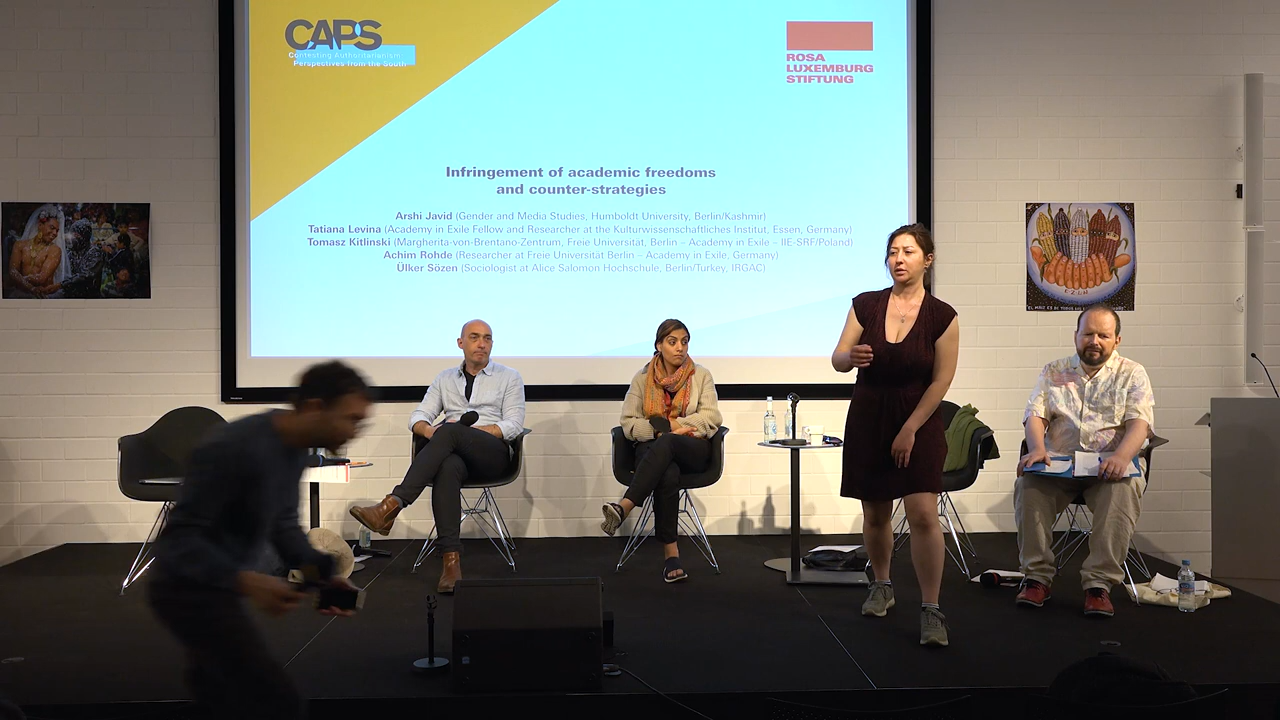 CAPS
Contesting Authoritarianism:
Perspectives from the South
ROSA
LUXEMBURG
STIFTUNG
Infringement of academic freedoms
and counter-strategies
Arshi Javid (Gender and Media Studies, Humboldt University, Berlin/Kashmir)
Tatiana Levina (Academy in Exile Fellow and Researcher at the Kulturwissenschaftliches Institut, Essen, Germany)
Tomasz Kitlinski (Margherita-von-Brentano-Zentrum, Freie Universität, Berlin – Academy in Exile – IIE-SRF/Poland)
Achim Rohde (Researcher at Freie Universität Berlin – Academy in Exile, Germany)
Ülker Sözen (Sociologist at Alice Salomon Hochschule, Berlin/Turkey, IRGAC)